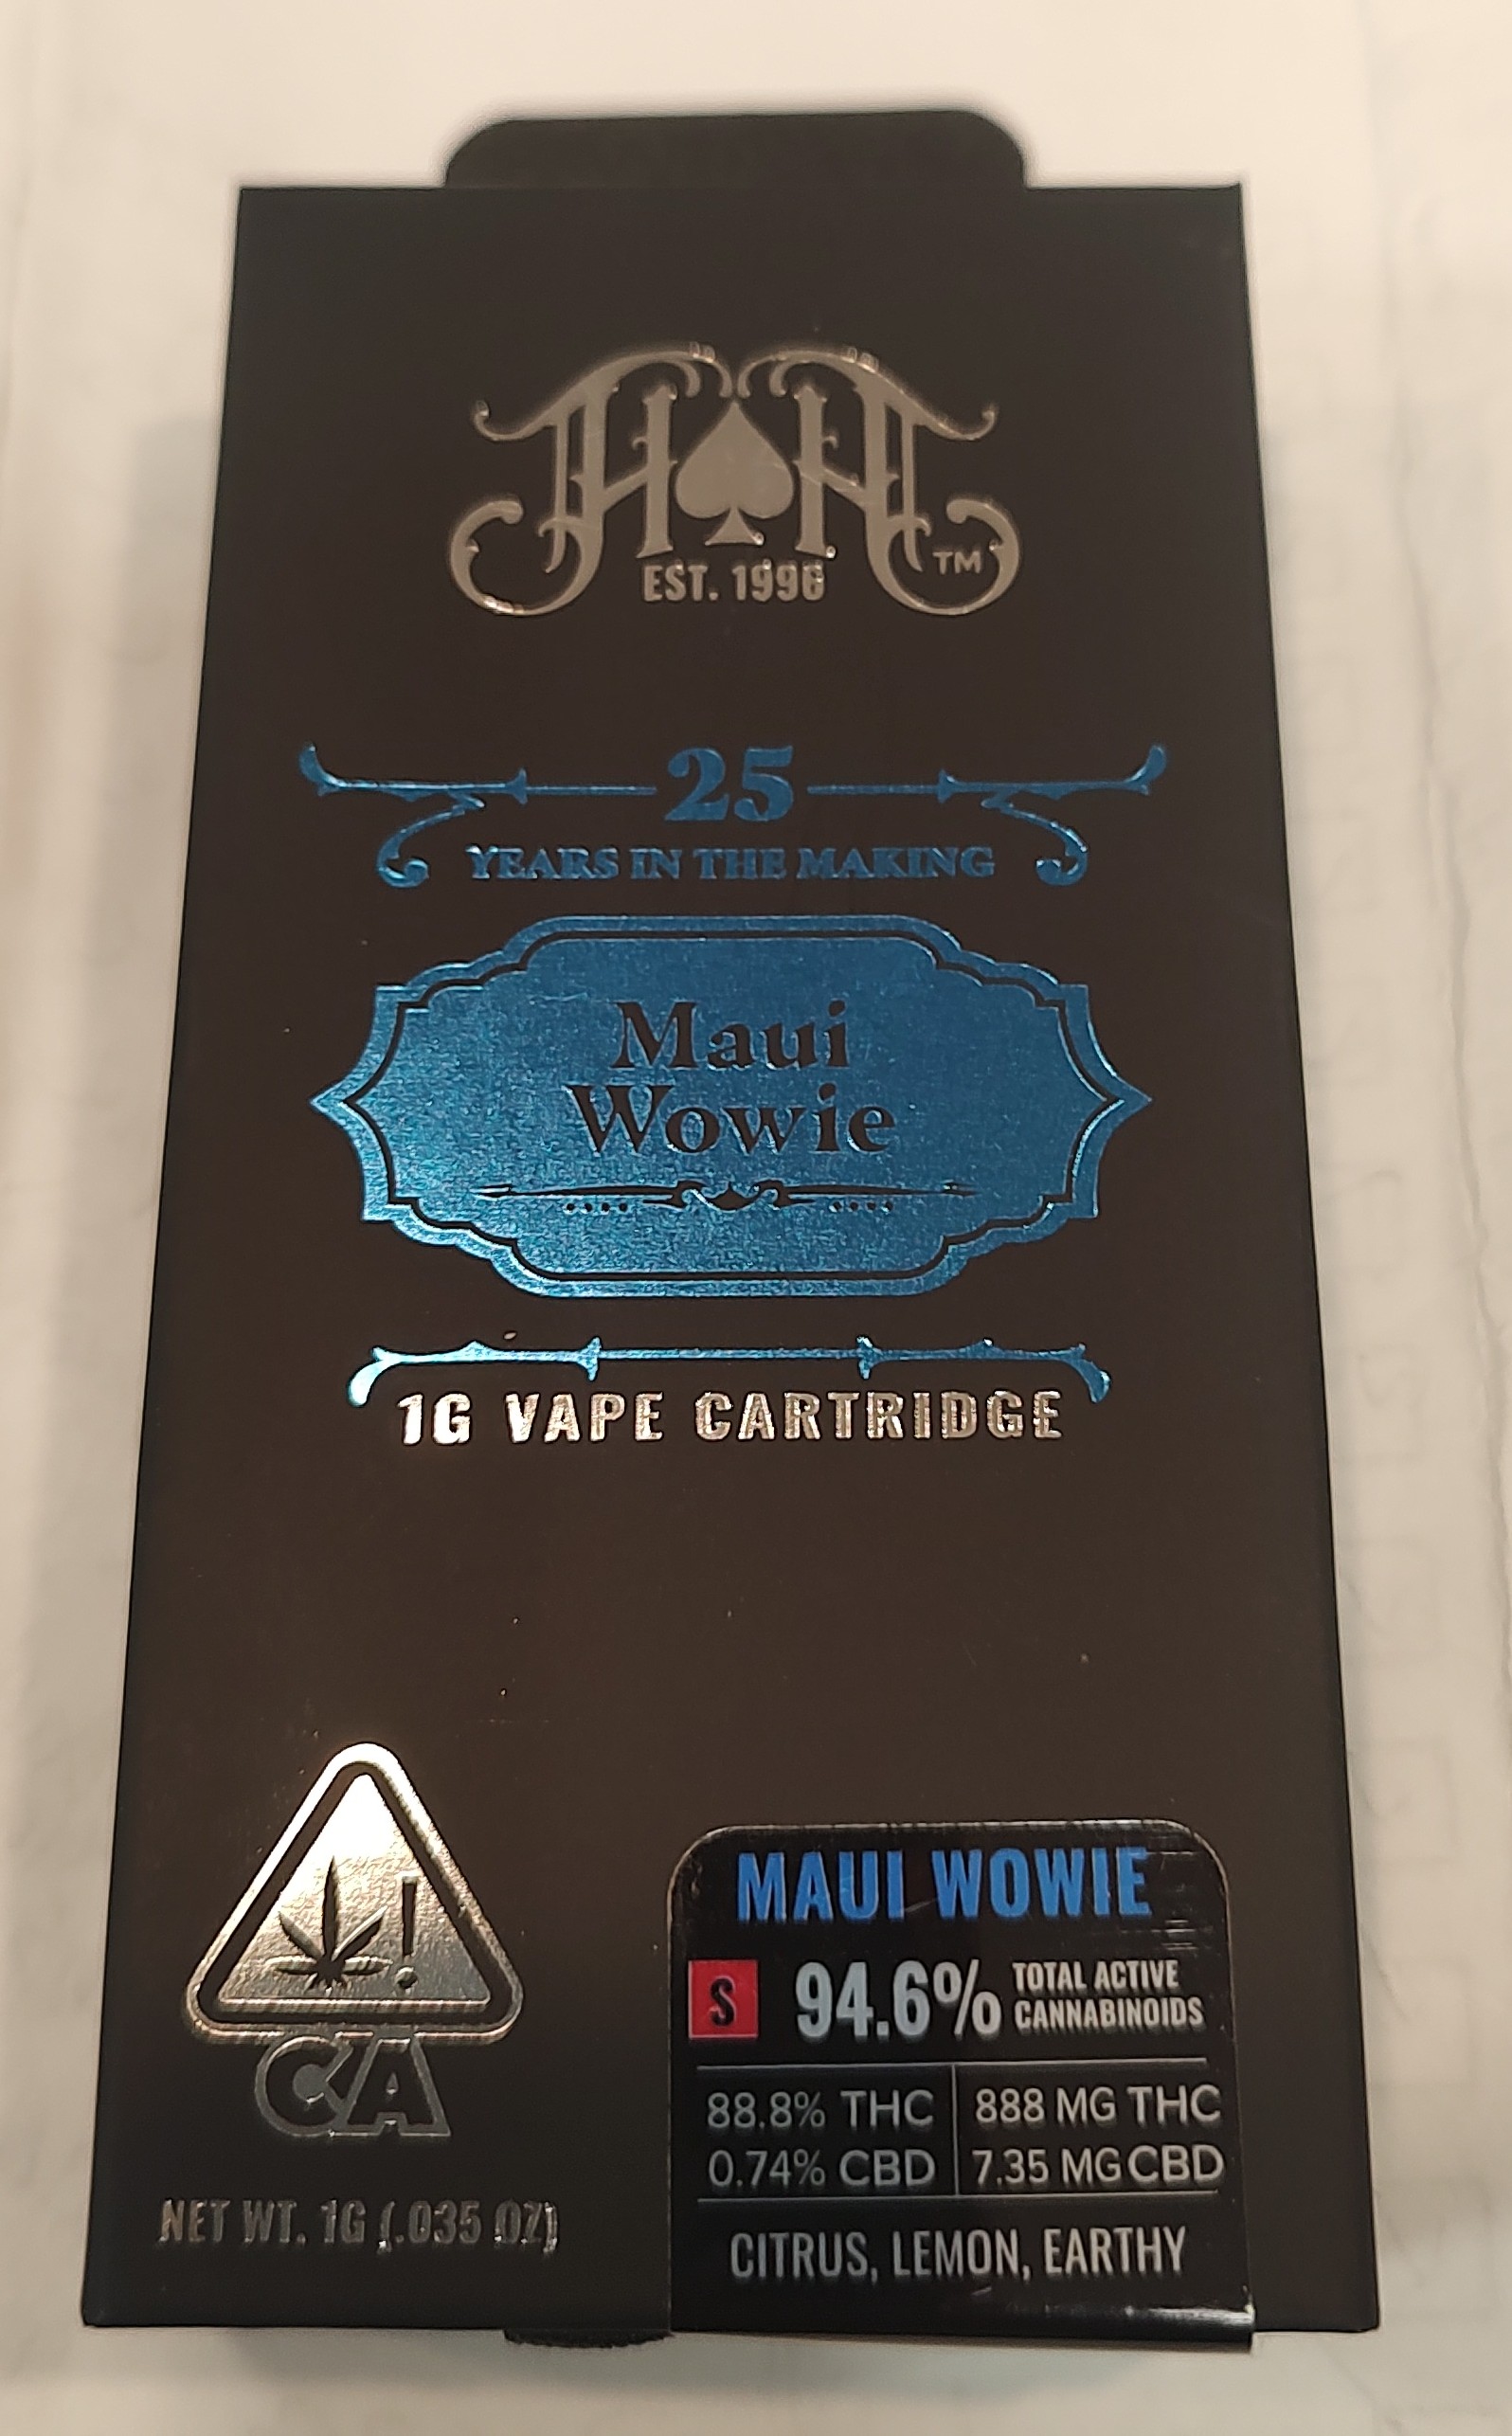 H♠H
TM
EST. 1996
25
YEARS IN THE MAKING
Maui
Wowie
1G VAPE CARTRIDGE
!
CA
NET WT. 1G (.035 OZ)
MAUI WOWIE
S 94.6% TOTAL ACTIVE
CANNABINOIDS
88.8% THC 888 MG THC
0.74% CBD 7.35 MG CBD
CITRUS, LEMON, EARTHY